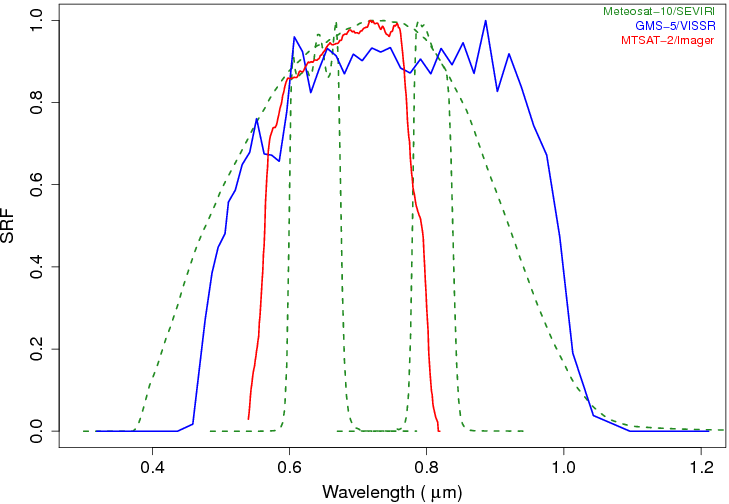 Meteosat-10/SEVIRI
GMS-5/VISSR
MTSAT-2/Imager
1.0
0.8
0.6
0.4
0.2
0.0
SRF
0.4 0.6 0.8 1.0 1.2
Wavelength ( μm)